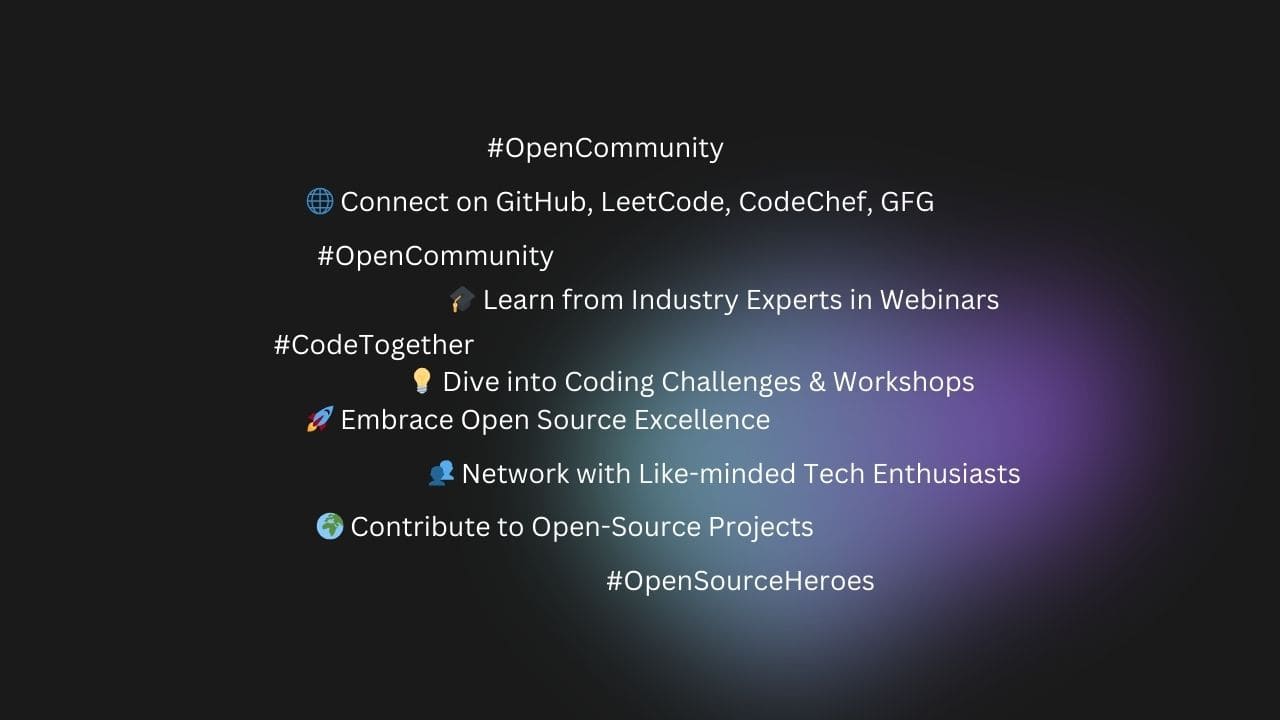 #OpenCommunity
🌐 Connect on GitHub, LeetCode, CodeChef, GFG
#OpenCommunity
🎓 Learn from Industry Experts in Webinars
#CodeTogether
💡 Dive into Coding Challenges & Workshops
🚀 Embrace Open Source Excellence
👥 Network with Like-minded Tech Enthusiasts
🌍 Contribute to Open-Source Projects
#OpenSourceHeroes